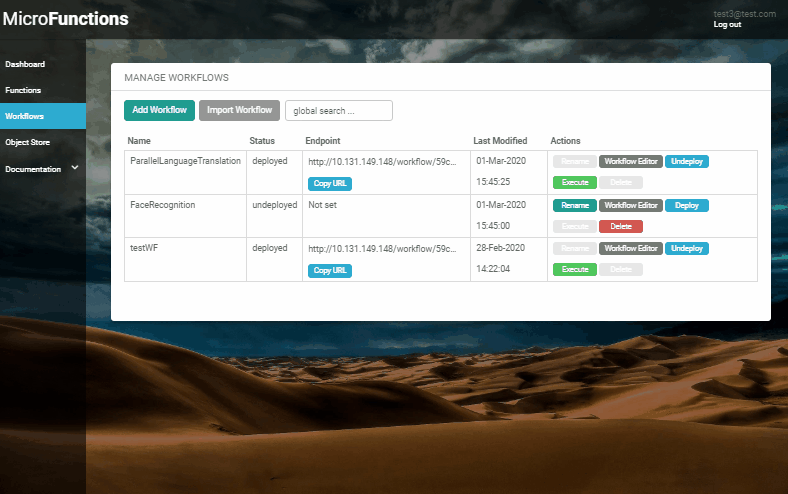 MicroFunctions
test3@test.com
Log out
Dashboard
Functions
Workflows
Object Store
Documentation
MANAGE WORKFLOWS
Add Workflow Import Workflow global search ...
Name Status Endpoint Last Modified Actions
ParallelLanguageTranslation deployed http://10.131.149.148/workflow/59c... 01-Mar-2020 Rename Workflow Editor Undeploy
Copy URL 15:45:25 Execute Delete
FaceRecognition undeployed Not set 01-Mar-2020 Rename Workflow Editor Deploy
15:45:00 Execute Delete
testWF deployed http://10.131.149.148/workflow/59c... 28-Feb-2020 Rename Workflow Editor Undeploy
Copy URL 14:22:04 Execute Delete